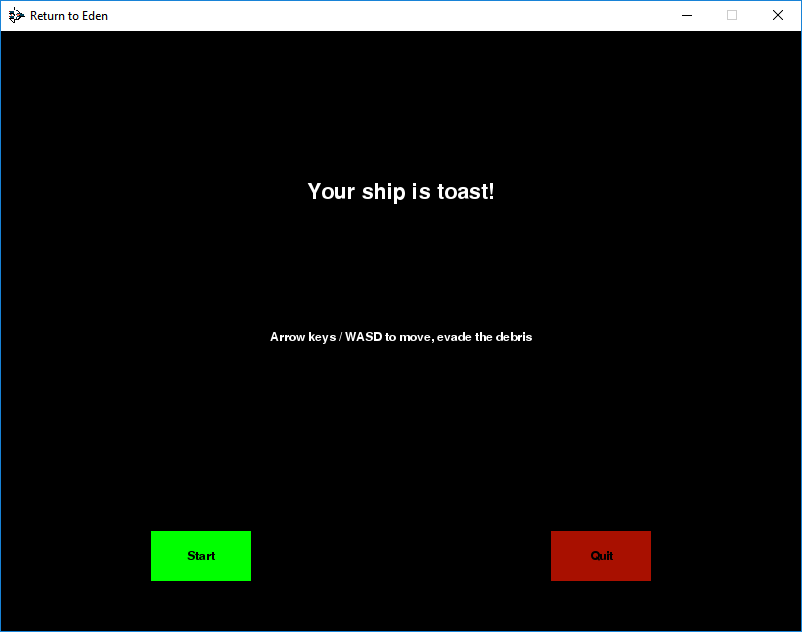 Return to Eden
Your ship is toast!
Arrow keys / WASD to move, evade the debris
Start
Quit